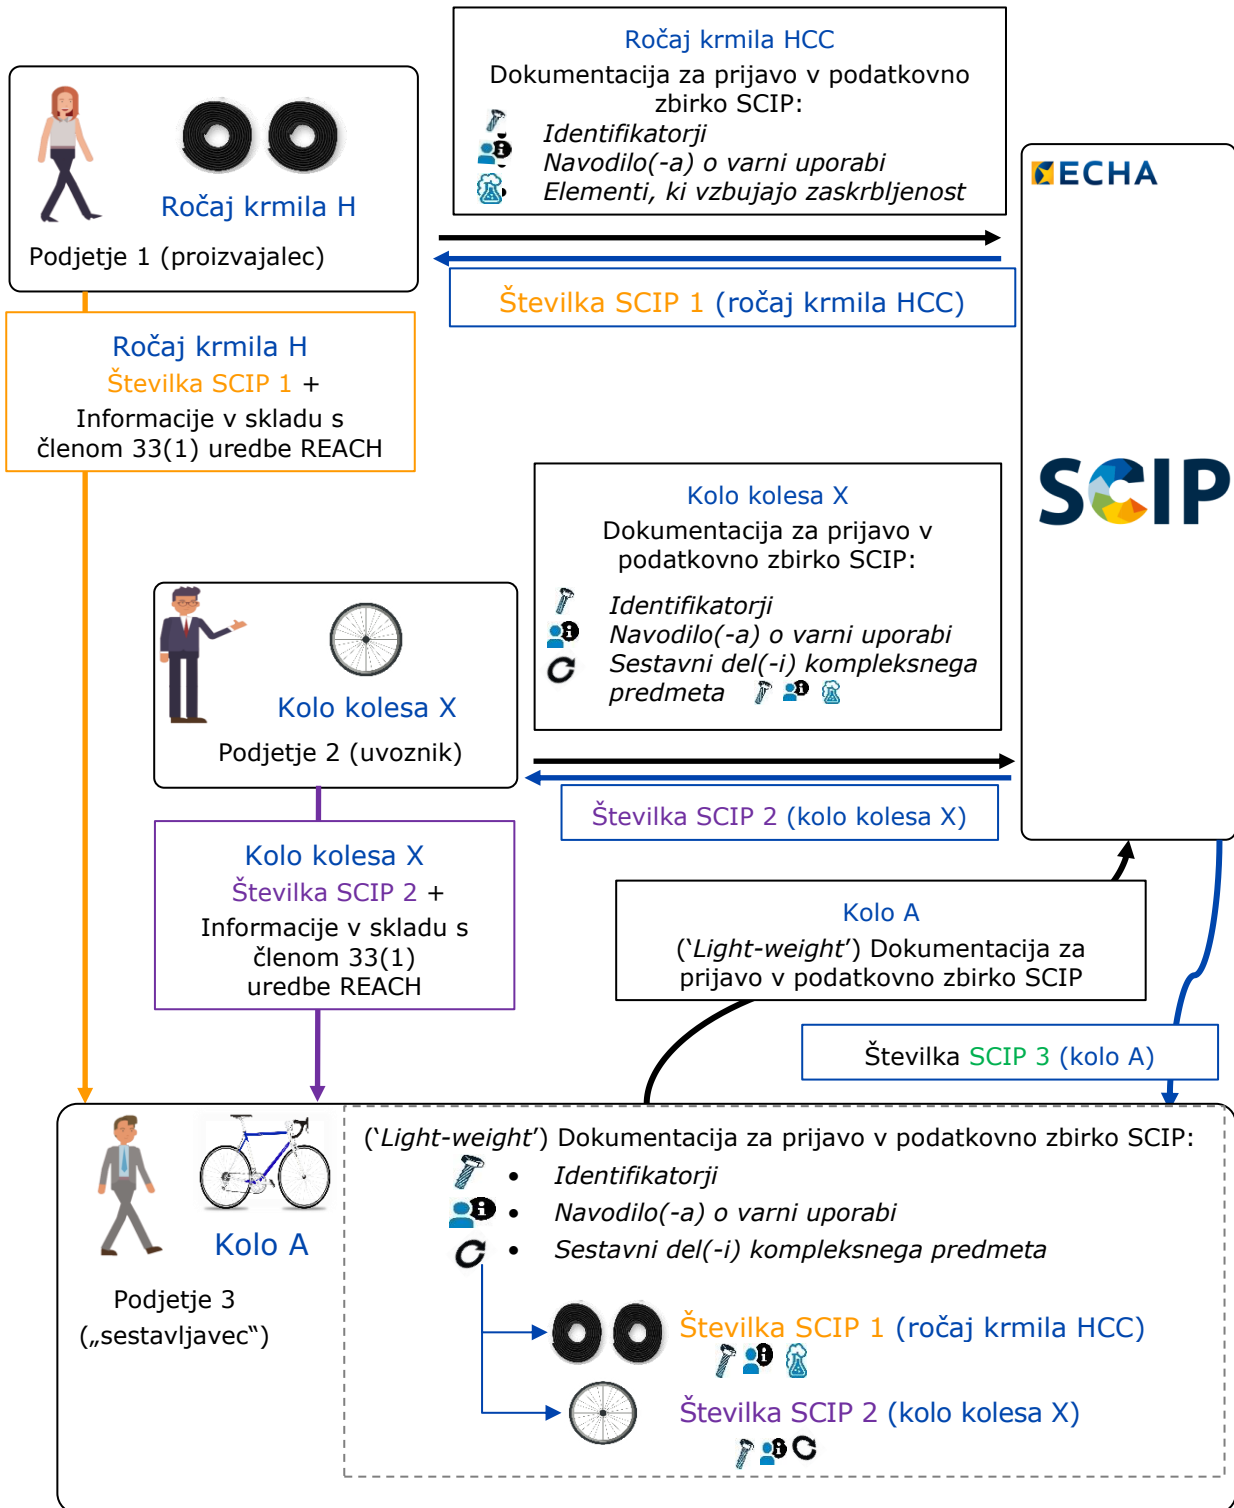 Ročaj krmila HCC
Dokumentacija za prijavo v podatkovno
zbirko SCIP:
Identifikatorji
Navodilo(-a) o varni uporabi
Elementi, ki vzbujajo zaskrbljenost
Ročaj krmila H
Podjetje 1 (proizvajalec)
ECHA
SCIP
Številka SCIP 1 (ročaj krmila HCC)
Ročaj krmila H
Številka SCIP 1 +
Informacije v skladu s
členom 33(1) uredbe REACH
Kolo kolesa X
Dokumentacija za prijavo v
podatkovno zbirko SCIP:
Identifikatorji
Navodilo(-a) o varni uporabi
Sestavni del(-i) kompleksnega
predmeta
Kolo kolesa X
Podjetje 2 (uvoznik)
Številka SCIP 2 (kolo kolesa X)
Kolo kolesa X
Številka SCIP 2 +
Informacije v skladu s
členom 33(1)
uredbe REACH
Kolo A
(‘Light-weight’) Dokumentacija za
prijavo v podatkovno zbirko SCIP
Številka SCIP 3 (kolo A)
Kolo A
Podjetje 3
(„sestavljavec“)
(‘Light-weight’) Dokumentacija za prijavo v podatkovno zbirko SCIP:
• Identifikatorji
• Navodilo(-a) o varni uporabi
• Sestavni del(-i) kompleksnega predmeta
Številka SCIP 1 (ročaj krmila HCC)
Številka SCIP 2 (kolo kolesa X)